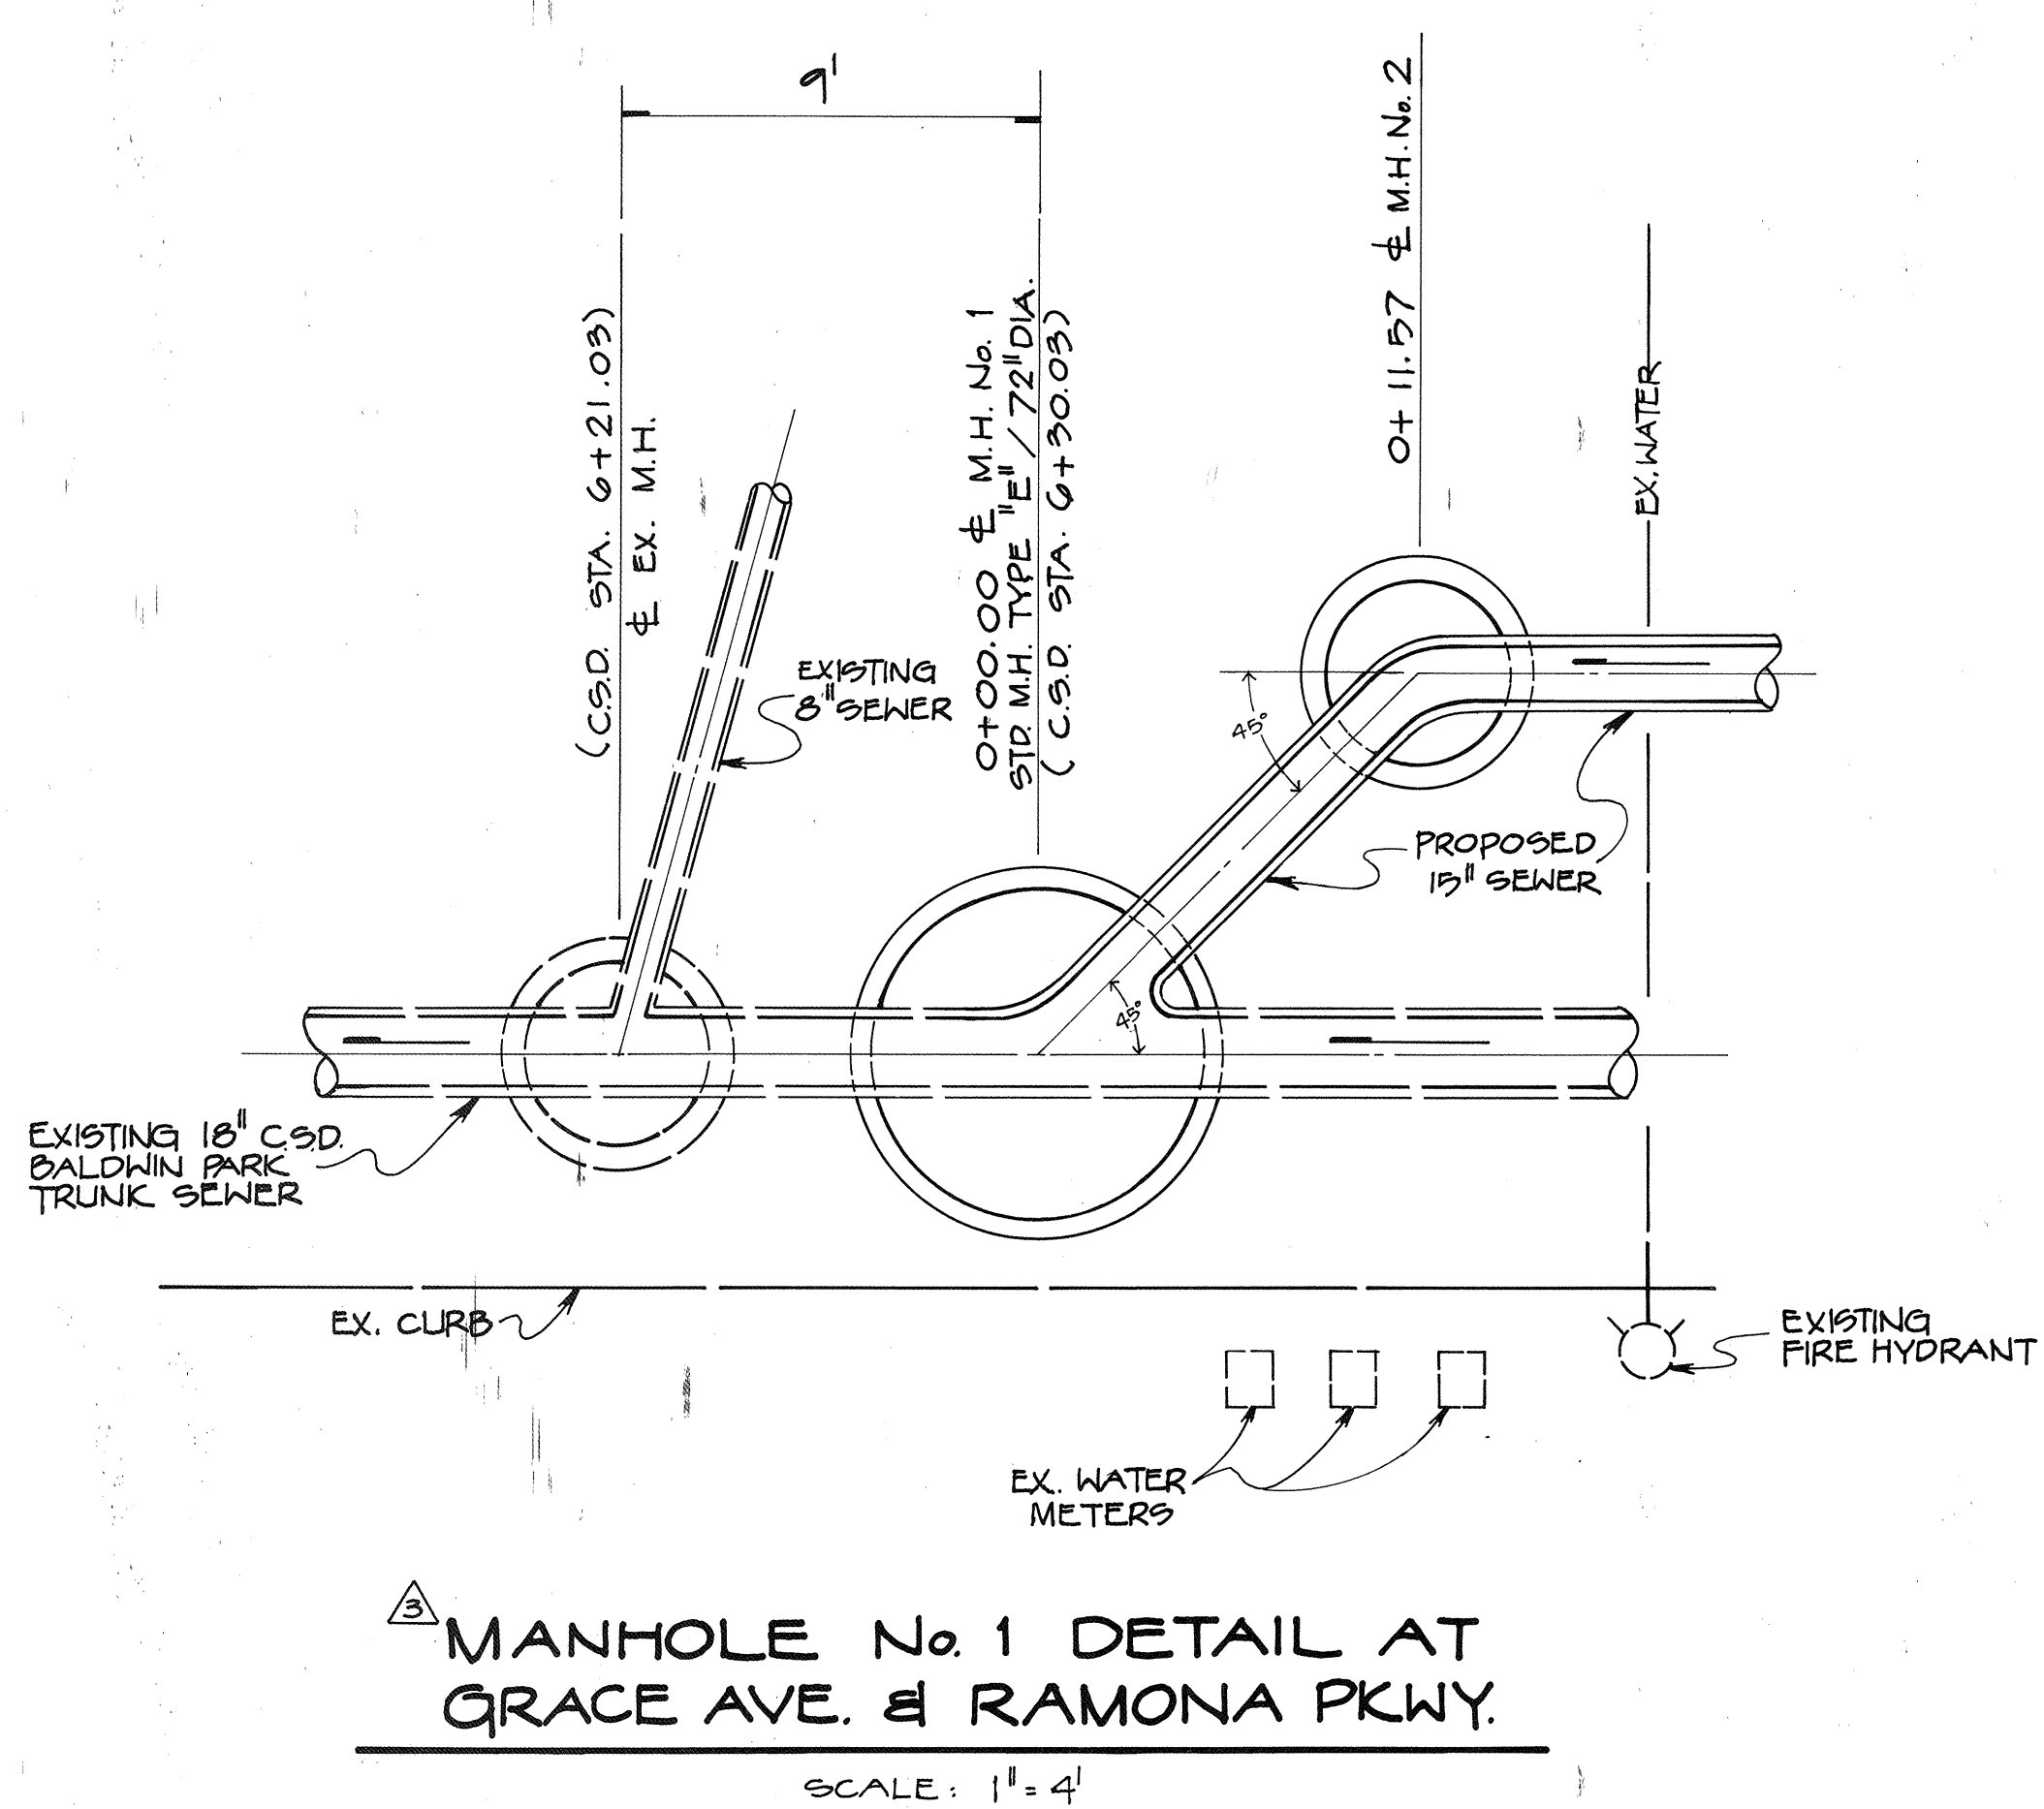 9'
(C.S.D. STA. 6+21.03)
℄ EX. M.H.
0+00.00 ℄ M.H. No. 1
STD. M.H. TYPE "E" / 72" DIA.
(C.S.D. STA. 6+30.03)
0+11.57 ℄ M.H. No. 2
EX. WATER
EXISTING
8" SEWER
45°
PROPOSED
15" SEWER
45°
EXISTING 18" C.S.D.
BALDWIN PARK
TRUNK SEWER
EX. CURB
EXISTING
FIRE HYDRANT
EX. WATER
METERS
3
MANHOLE No. 1 DETAIL AT
GRACE AVE. & RAMONA PKWY.
SCALE: 1" = 4'